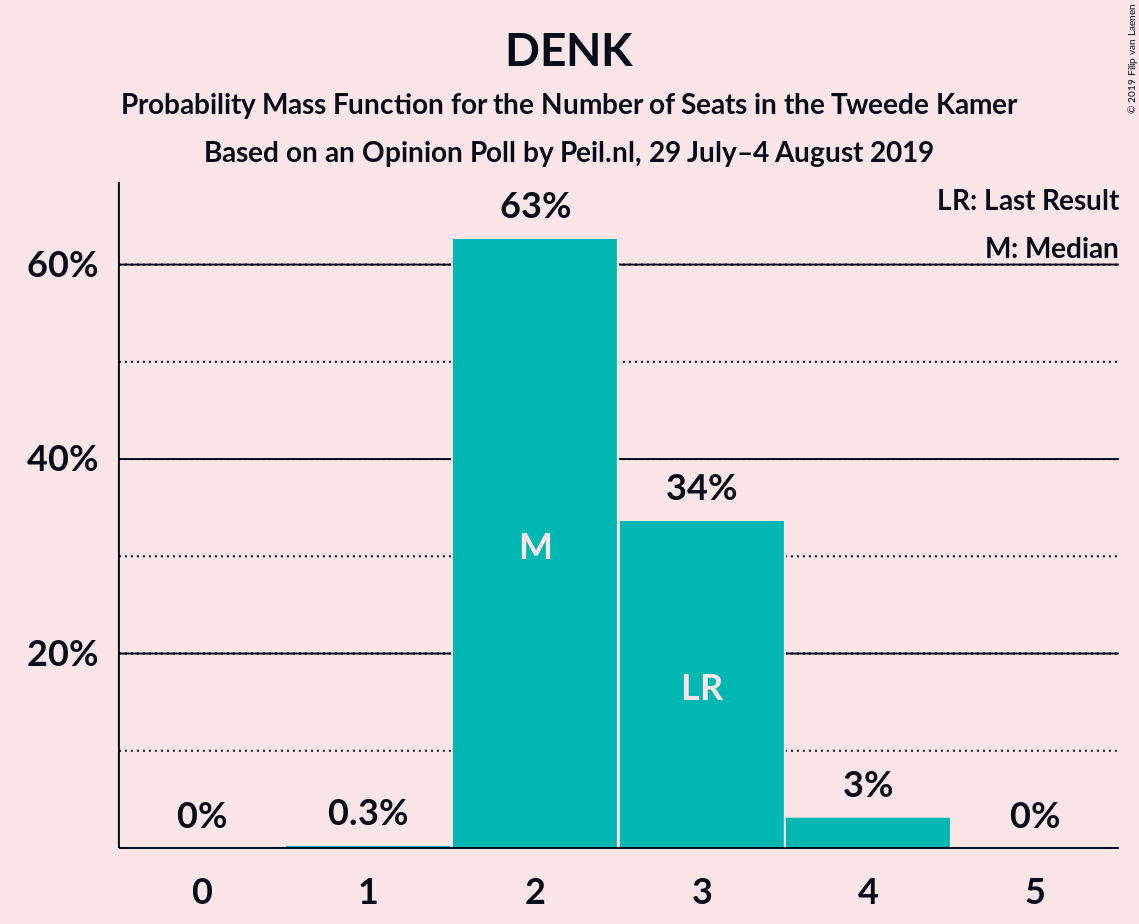 DENK
Probability Mass Function for the Number of Seats in the Tweede Kamer
Based on an Opinion Poll by Peil.nl, 29 July–4 August 2019
© 2019 Filip van Laenen
LR: Last Result
M: Median
63%
60%
40%
34%
M
20%
LR
3%
0%
0.3%
0%
0
1
2
3
4
5